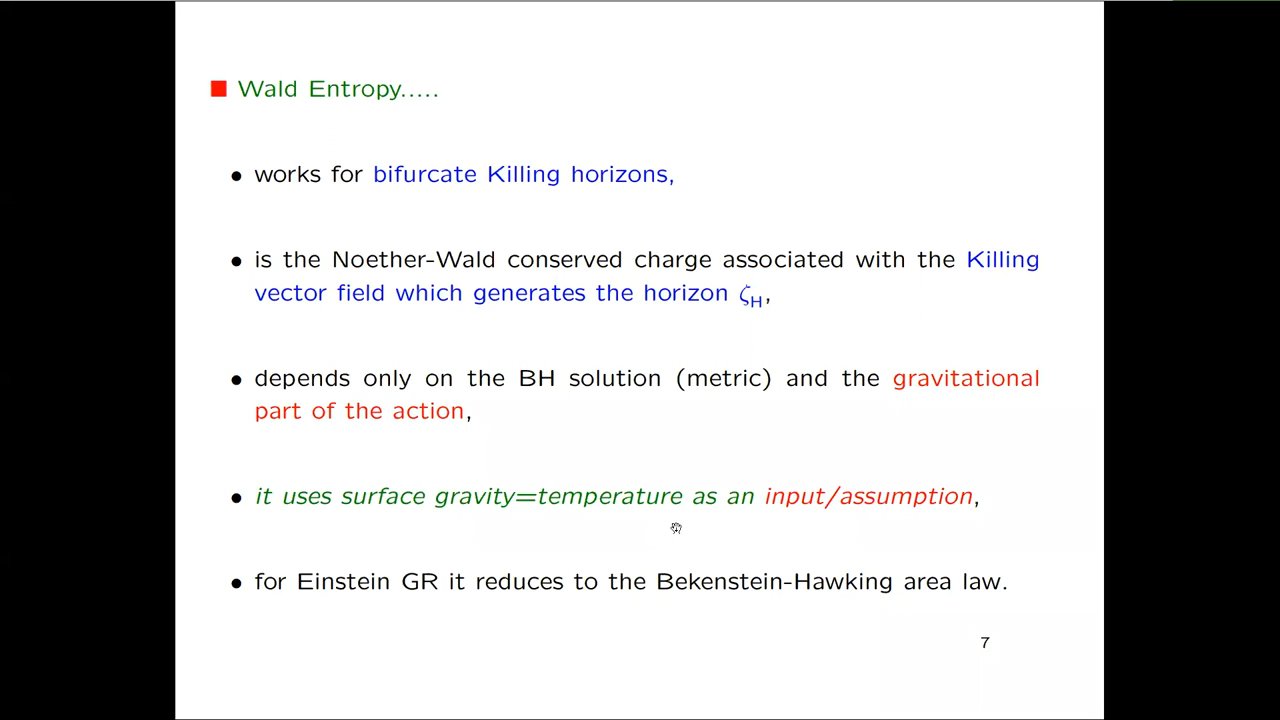 Wald Entropy.....
• works for bifurcate Killing horizons,
• is the Noether-Wald conserved charge associated with the Killing
vector field which generates the horizon ζH,
• depends only on the BH solution (metric) and the gravitational
part of the action,
• it uses surface gravity=temperature as an input/assumption,
• for Einstein GR it reduces to the Bekenstein-Hawking area law.
7